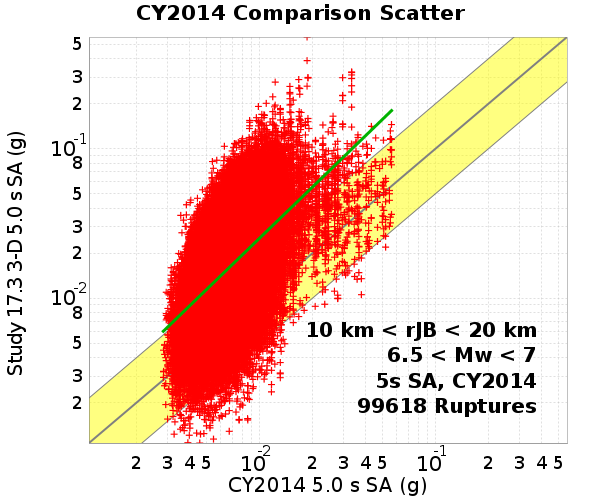 CY2014 Comparison Scatter
Study 17.3 3-D 5.0 s SA (g)
5
3
2
10-1
8
5
3
2
10-2
8
5
3
2
10 km < rJB < 20 km
6.5 < Mw < 7
5s SA, CY2014
99618 Ruptures
2 3 4 5 10-2 2 3 4 5 10-1 2 3 4 5
CY2014 5.0 s SA (g)